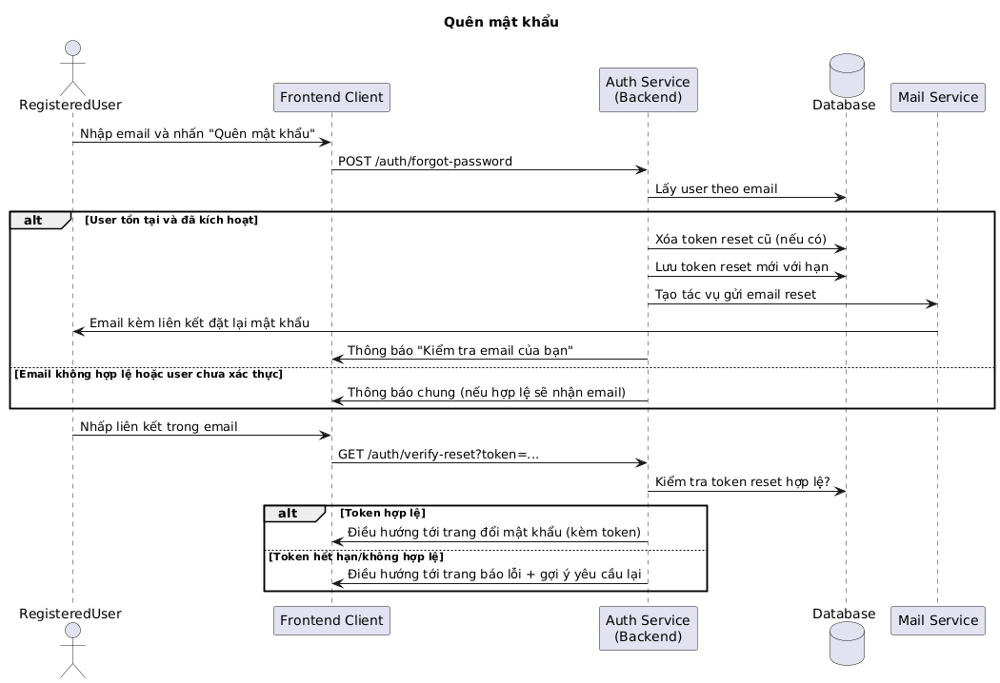 Quên mật khẩu
RegisteredUser
Frontend Client
Auth Service
(Backend)
Database
Mail Service
Nhập email và nhấn "Quên mật khẩu"
POST /auth/forgot-password
Lấy user theo email
alt [User tồn tại và đã kích hoạt]
Xóa token reset cũ (nếu có)
Lưu token reset mới với hạn
Tạo tác vụ gửi email reset
Email kèm liên kết đặt lại mật khẩu
Thông báo "Kiểm tra email của bạn"
[Email không hợp lệ hoặc user chưa xác thực]
Thông báo chung (nếu hợp lệ sẽ nhận email)
Nhấp liên kết trong email
GET /auth/verify-reset?token=...
Kiểm tra token reset hợp lệ?
alt [Token hợp lệ]
Điều hướng tới trang đổi mật khẩu (kèm token)
[Token hết hạn/không hợp lệ]
Điều hướng tới trang báo lỗi + gợi ý yêu cầu lại
RegisteredUser
Frontend Client
Auth Service
(Backend)
Database
Mail Service